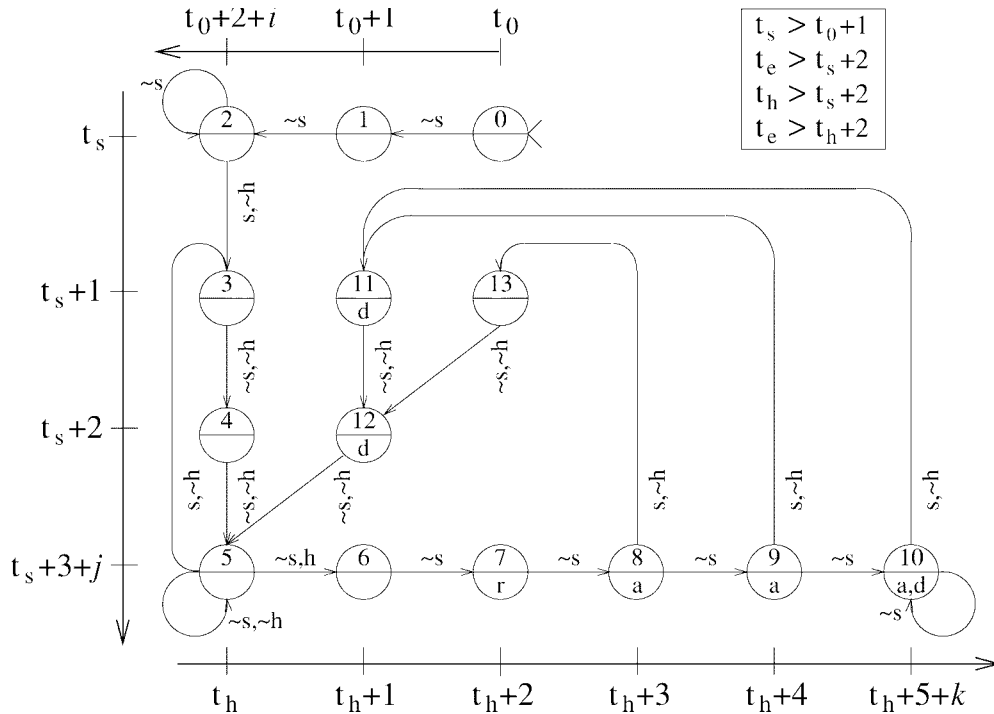 t0+2+i t0+1 t0
ts > t0+1
te > ts+2
th > ts+2
te > th+2
~s
ts
2 ~s 1 ~s 0
s,~h
ts+1
3 11 13
d
~s,~h ~s,~h ~s,~h
ts+2
4 12
d
s,~h ~s,~h ~s,~h s,~h s,~h s,~h
ts+3+j
5 ~s,h 6 ~s 7 ~s 8 ~s 9 ~s 10
r a a a,d
~s,~h ~s
th th+1 th+2 th+3 th+4 th+5+k